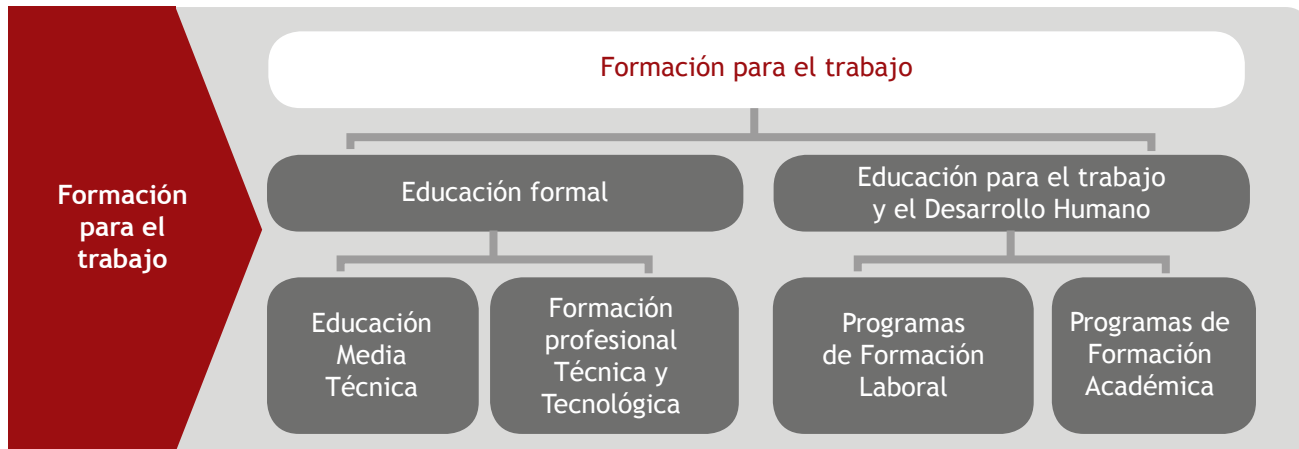 Formación
para el
trabajo
Formación para el trabajo
Educación formal
Educación para el trabajo
y el Desarrollo Humano
Educación
Media
Técnica
Formación
profesional
Técnica y
Tecnológica
Programas
de Formación
Laboral
Programas de
Formación
Académica